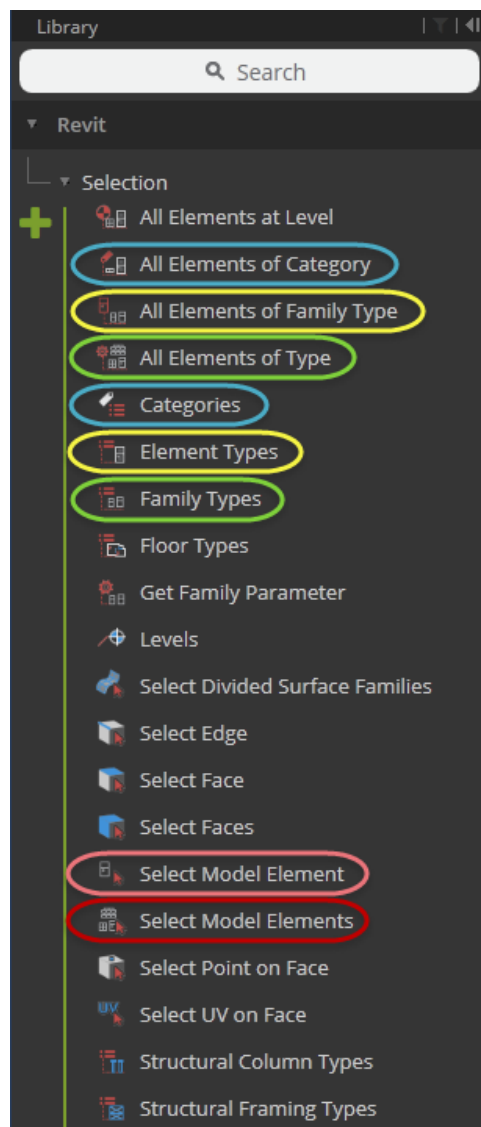 Library
Search
Revit
Selection
All Elements at Level
All Elements of Category
All Elements of Family Type
All Elements of Type
Categories
Element Types
Family Types
Floor Types
Get Family Parameter
Levels
Select Divided Surface Families
Select Edge
Select Face
Select Faces
Select Model Element
Select Model Elements
Select Point on Face
UV Select UV on Face
Structural Column Types
Structural Framing Types